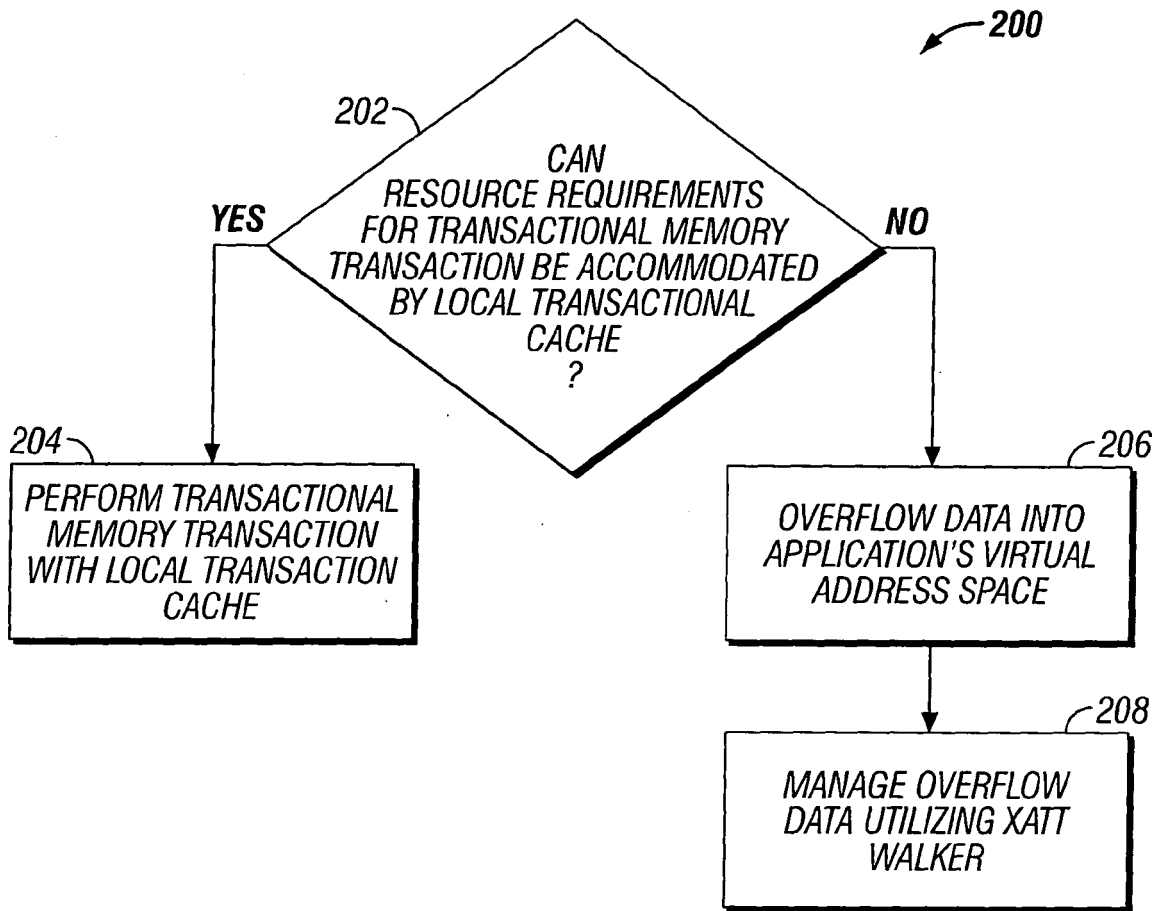 200
202
CAN
RESOURCE REQUIREMENTS
FOR TRANSACTIONAL MEMORY
TRANSACTION BE ACCOMMODATED
BY LOCAL TRANSACTIONAL
CACHE
?
YES
NO
204
PERFORM TRANSACTIONAL
MEMORY TRANSACTION
WITH LOCAL TRANSACTION
CACHE
206
OVERFLOW DATA INTO
APPLICATION'S VIRTUAL
ADDRESS SPACE
208
MANAGE OVERFLOW
DATA UTILIZING XATT
WALKER